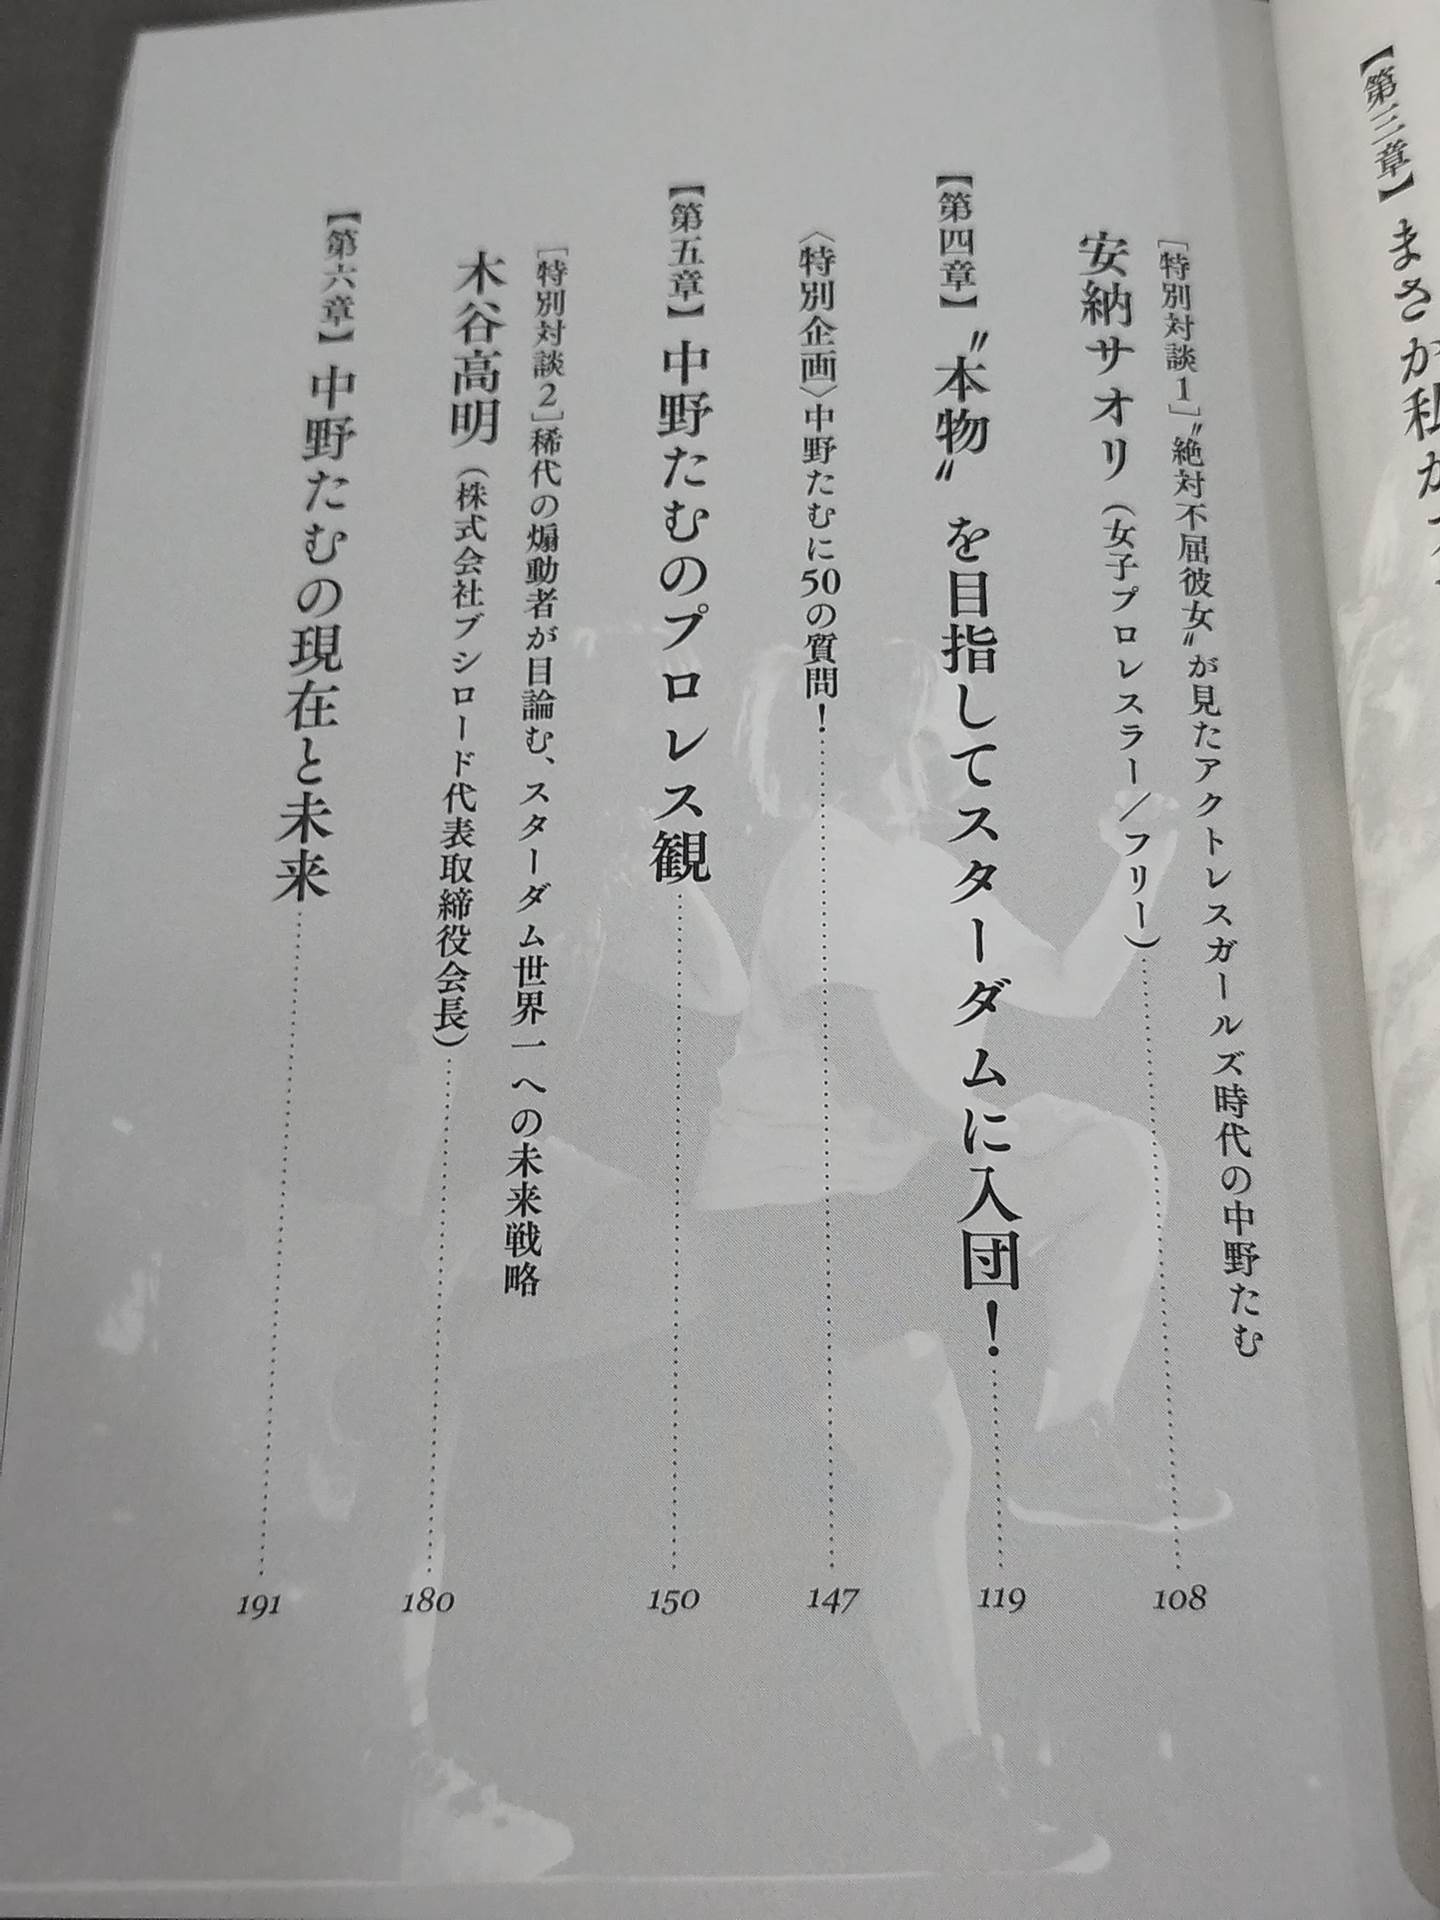 【第三章】まさか私が
［特別対談1］〝絶対不屈彼女〟が見たアクトレスガールズ時代の中野たむ
安納サオリ（女子プロレスラー／フリー）……108
【第四章】〝本物〟を目指してスターダムに入団！……119
〈特別企画〉中野たむに50の質問！……147
【第五章】中野たむのプロレス観……150
［特別対談2］稀代の煽動者が目論む、スターダム世界一への未来戦略
木谷高明（株式会社ブシロード代表取締役会長）……180
【第六章】中野たむの現在と未来……191